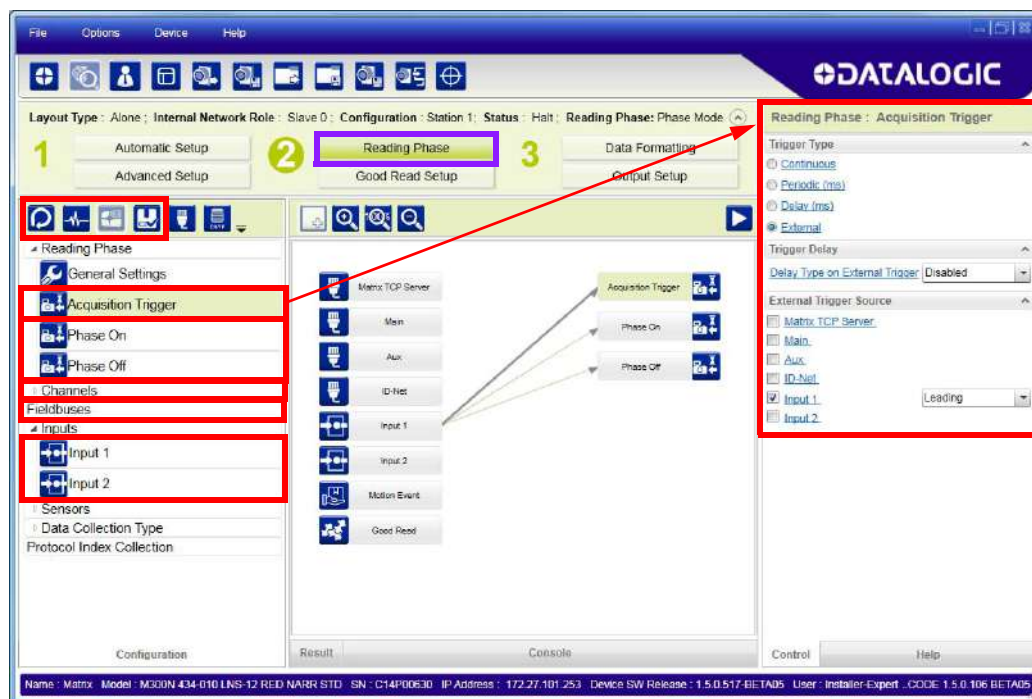 File Options Device Help
DATALOGIC
Layout Type : Alone ; Internal Network Role : Slave 0 ; Configuration : Station 1; Status : Halt ; Reading Phase: Phase Mode
1 Automatic Setup 2 Reading Phase 3 Data Formatting
Advanced Setup Good Read Setup Output Setup
Reading Phase
General Settings
Acquisition Trigger
Phase On
Phase Off
Channels
Fieldbuses
Inputs
Input 1
Input 2
Sensors
Data Collection Type
Protocol Index Collection
Configuration
Matrix TCP Server
Main
Aux
ID-Net
Input 1
Input 2
Motion Event
Good Read
Acquisition Trigger
Phase On
Phase Off
Result Console
Reading Phase : Acquisition Trigger
Trigger Type
Continuous
Periodic (ms)
Delay (ms)
External
Trigger Delay
Delay Type on External Trigger Disabled
External Trigger Source
Matrix TCP Server
Main
Aux
ID-Net
Input 1 Leading
Input 2
Control Help
Name : Matrix Model : M300N 434-010 LNS-12 RED NARR STD SN : C14P00630 IP Address : 172.27.101.253 Device SW Release : 1.5.0.517-BETA05 User : Installer-Expert ..CODE 1.5.0.106 BETA05